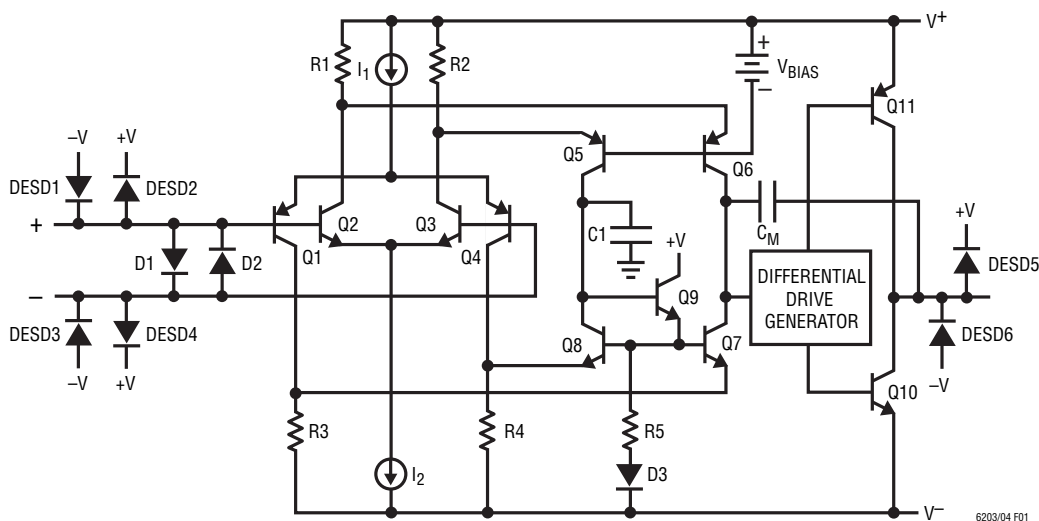 V+
R1
I1
R2
+
VBIAS
–
Q11
–V
+V
Q5
Q6
DESD1
DESD2
+
Q2
Q3
CM
+V
C1
D1
D2
Q1
Q4
+V
DESD5
DIFFERENTIAL
DRIVE
GENERATOR
–
Q9
DESD3
DESD4
Q8
Q7
DESD6
–V
+V
–V
Q10
R3
R4
R5
I2
D3
V–
6203/04 F01